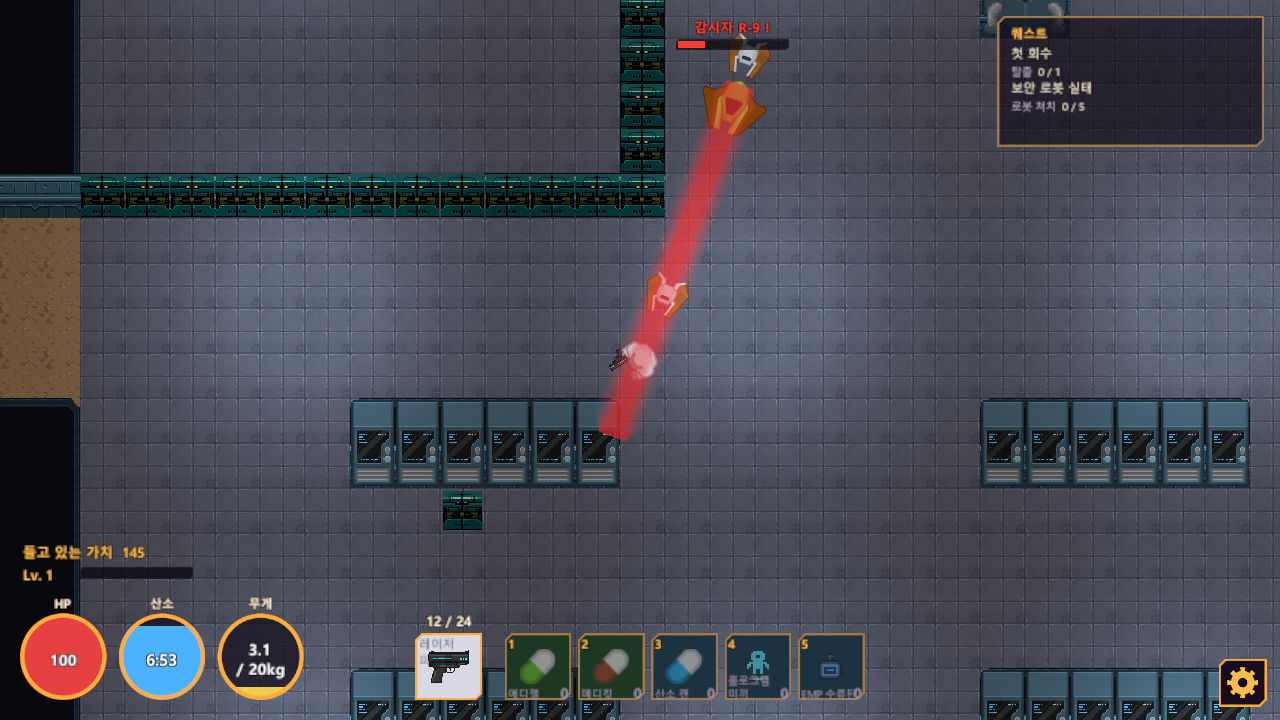 감시자 R-9 !
퀘스트
첫 회수
탈출 0/1
보안 로봇 실태
로봇 처치 0/5
들고 있는 가치 145
Lv. 1
HP
산소
무게
100
6:53
3.1
/ 20kg
12 / 24
레이저
1
메디젤 0
2
메디킷 0
3
산소 캔 0
4
홀로그램
미끼 0
5
EMP 수류탄 0